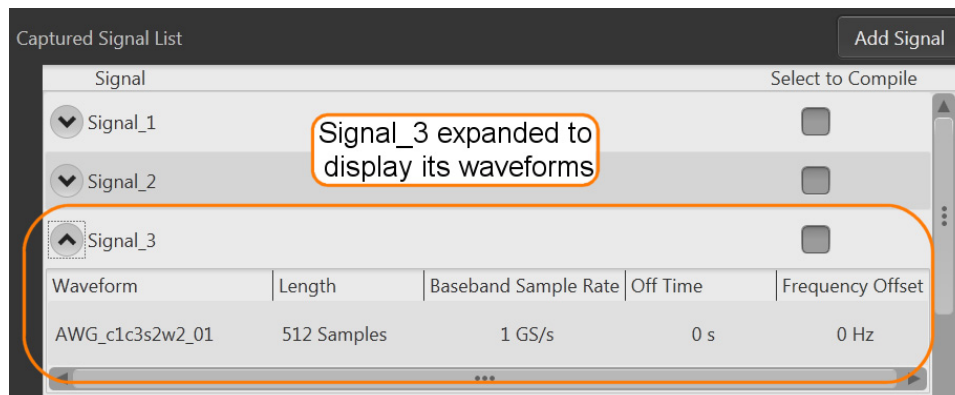 Captured Signal List Add Signal
Signal Select to Compile
Signal_1
Signal_3 expanded to
display its waveforms
Signal_2
Signal_3
Waveform Length Baseband Sample Rate Off Time Frequency Offset
AWG_c1c3s2w2_01 512 Samples 1 GS/s 0 s 0 Hz